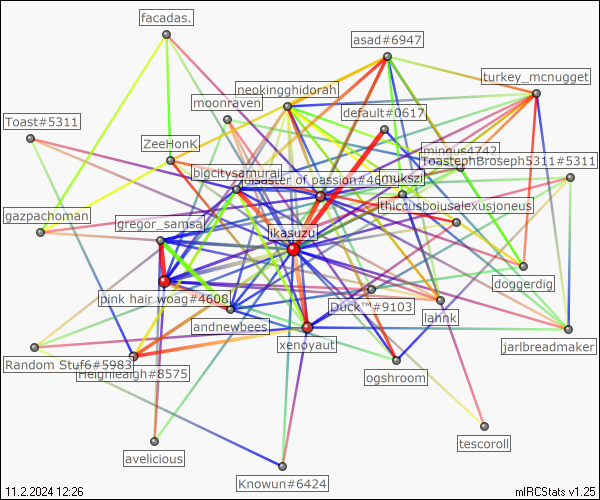 facadas.
asad#6947
turkey_mcnugget
neokingghidorah
moonraven
default#0617
Toast#5311
ZeeHonK
mingus4742
ToastephBroseph5311#5311
bigcitysamurai
disaster of passion#46
mukszi
gazpachoman
thiccusboiusalexusjoneus
gregor_samsa
ikasuzu
doggerdig
pink hair woag#4608
Duck™#9103
lahnk
andnewbees
xenoyaut
jarlbreadmaker
Random Stuf6#5983
Heighleaigh#8575
ogshroom
tescoroll
avelicious
Knowun#6424
11.2.2024 12:26
mIRCStats v1.25